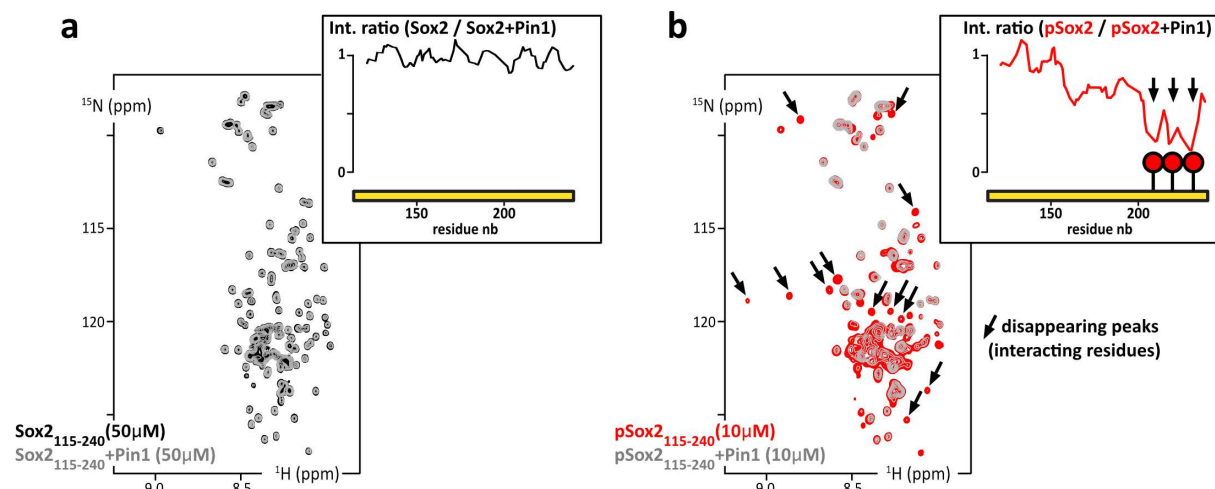 a
Int. ratio (Sox2 / Sox2+Pin1)
1
0
150
200
residue nb
15N (ppm)
115
120
Sox2115-240(50µM)
Sox2115-240+Pin1 (50µM)
1H (ppm)
9.0
8.5
b
Int. ratio (pSox2 / pSox2+Pin1)
1
0
150
200
residue nb
15N (ppm)
115
120
disappearing peaks
(interacting residues)
pSox2115-240(10µM)
pSox2115-240+Pin1 (10µM)
1H (ppm)
9.0
8.5